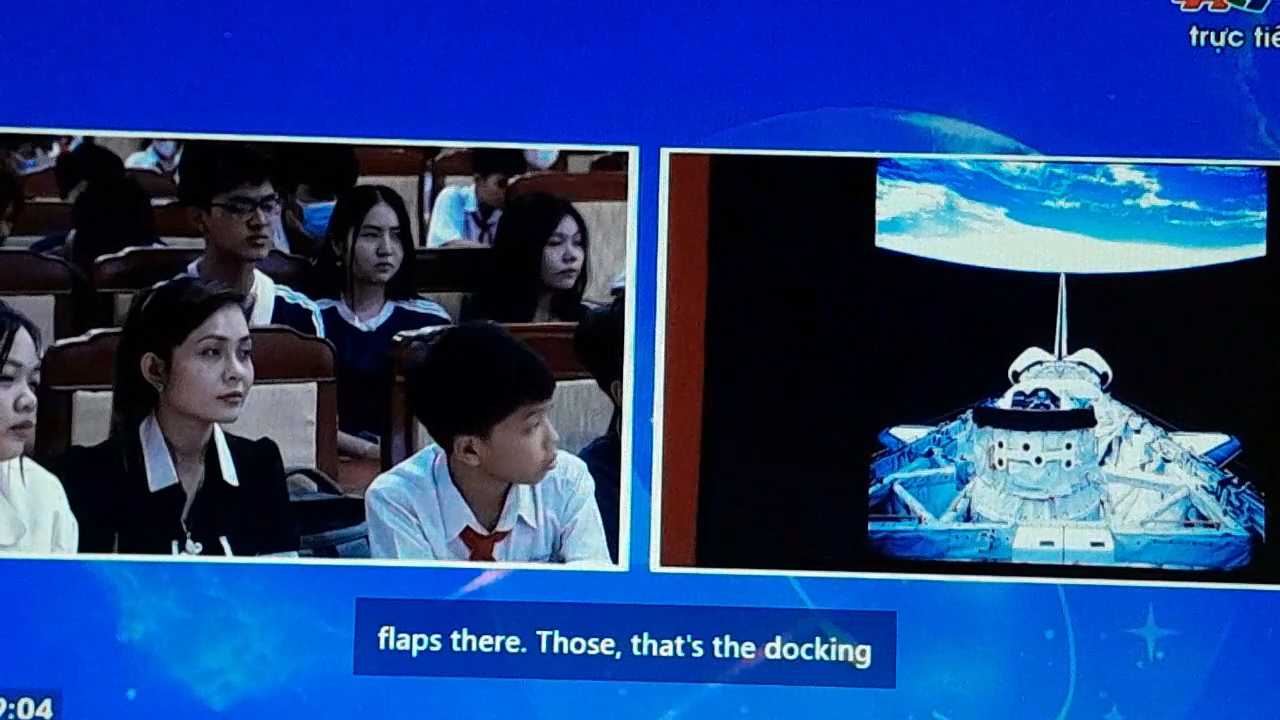 trực tiế
flaps there. Those, that's the docking
9:04